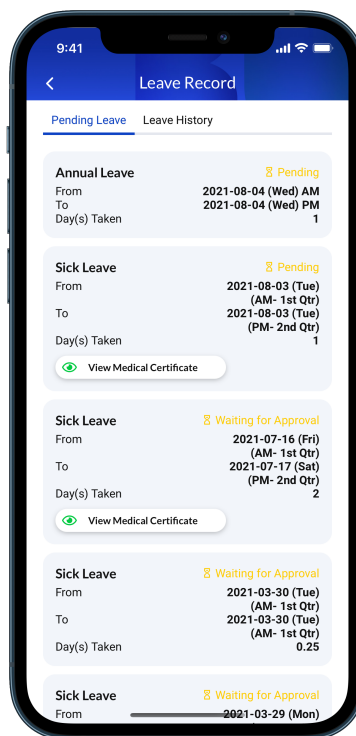 9:41
Leave Record
Pending Leave Leave History
Annual Leave Pending
From 2021-08-04 (Wed) AM
To 2021-08-04 (Wed) PM
Day(s) Taken 1
Sick Leave Pending
From 2021-08-03 (Tue)
(AM- 1st Qtr)
To 2021-08-03 (Tue)
(PM- 2nd Qtr)
Day(s) Taken 1
View Medical Certificate
Sick Leave Waiting for Approval
From 2021-07-16 (Fri)
(AM- 1st Qtr)
To 2021-07-17 (Sat)
(PM- 2nd Qtr)
Day(s) Taken 2
View Medical Certificate
Sick Leave Waiting for Approval
From 2021-03-30 (Tue)
(AM- 1st Qtr)
To 2021-03-30 (Tue)
(AM- 1st Qtr)
Day(s) Taken 0.25
Sick Leave Waiting for Approval
From 2021-03-29 (Mon)